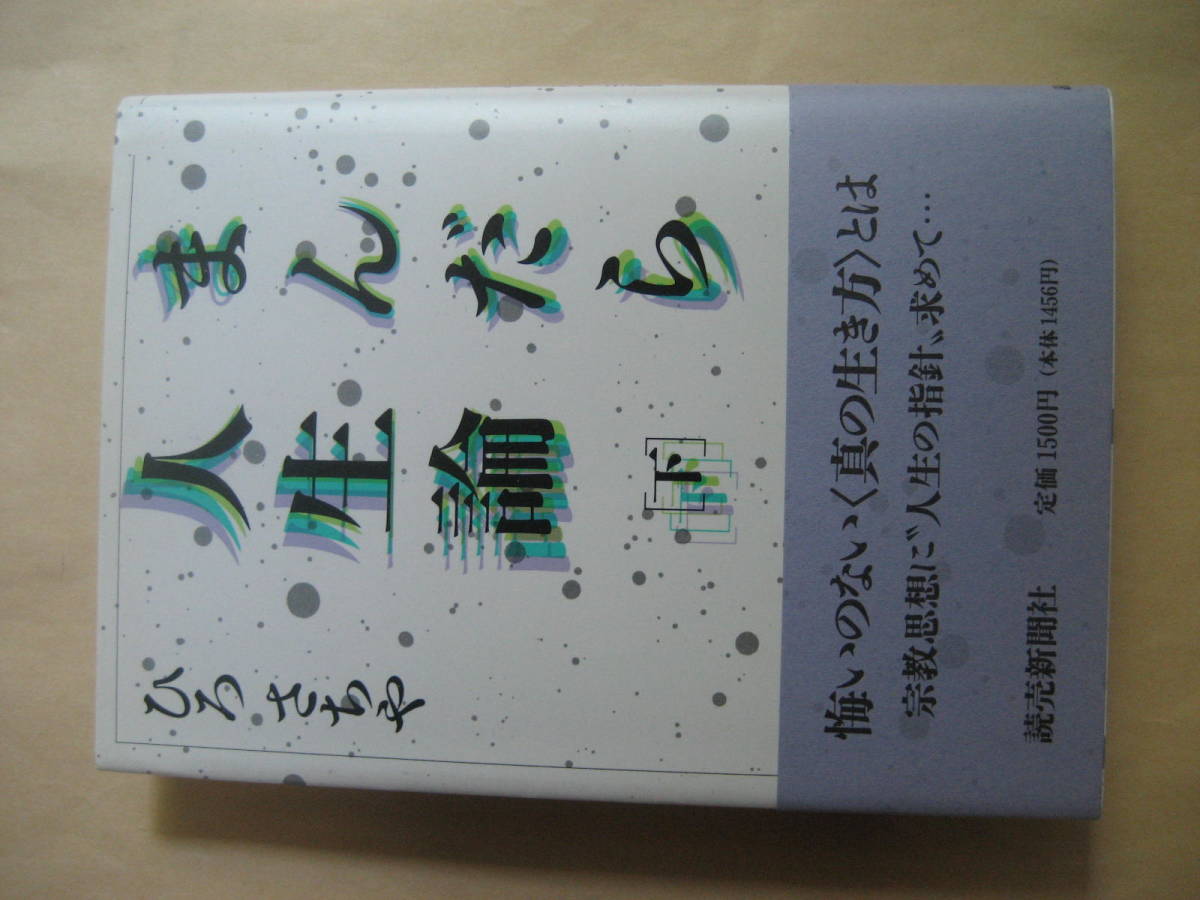 まんだら
人生論
[下]
ひろさちや
悔いのない〈真の生き方〉とは
宗教思想に〝人生の指針〟求めて…
読売新聞社
定価1500円（本体1456円）